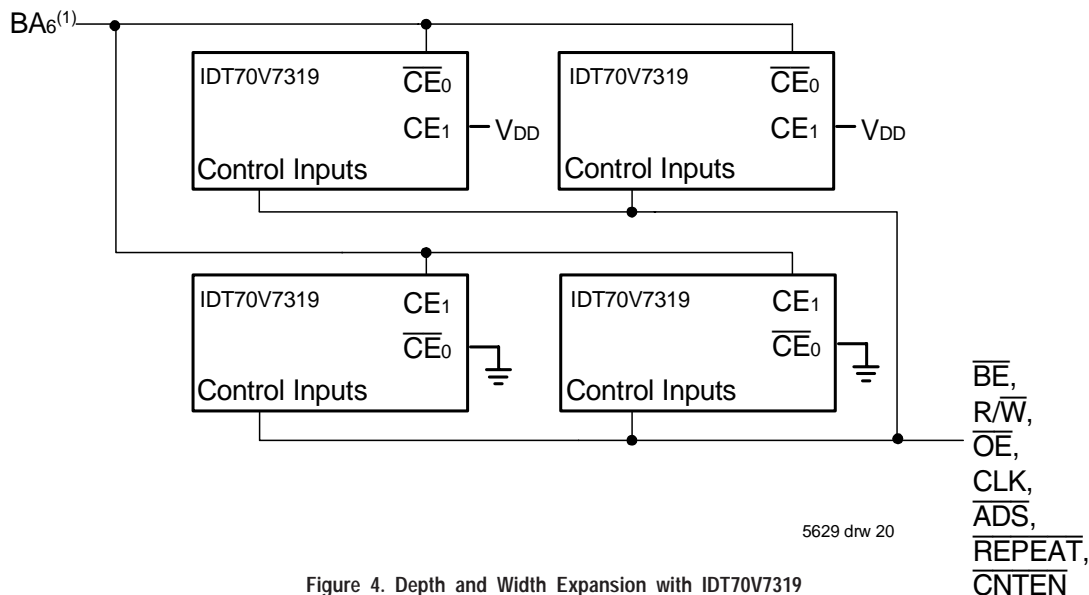 BA6(1)
IDT70V7319
CE0
CE1
VDD
Control Inputs
IDT70V7319
CE0
CE1
VDD
Control Inputs
IDT70V7319
CE1
CE0
Control Inputs
IDT70V7319
CE1
CE0
Control Inputs
BE,
R/W,
OE,
CLK,
ADS,
REPEAT,
CNTEN
5629 drw 20
Figure 4. Depth and Width Expansion with IDT70V7319